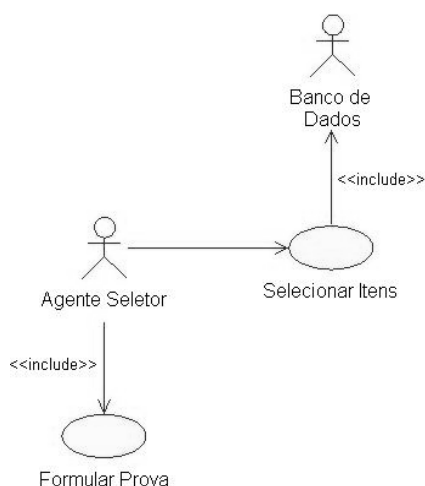 Banco de
Dados
<<include>>
Agente Seletor
Selecionar Itens
<<include>>
Formular Prova